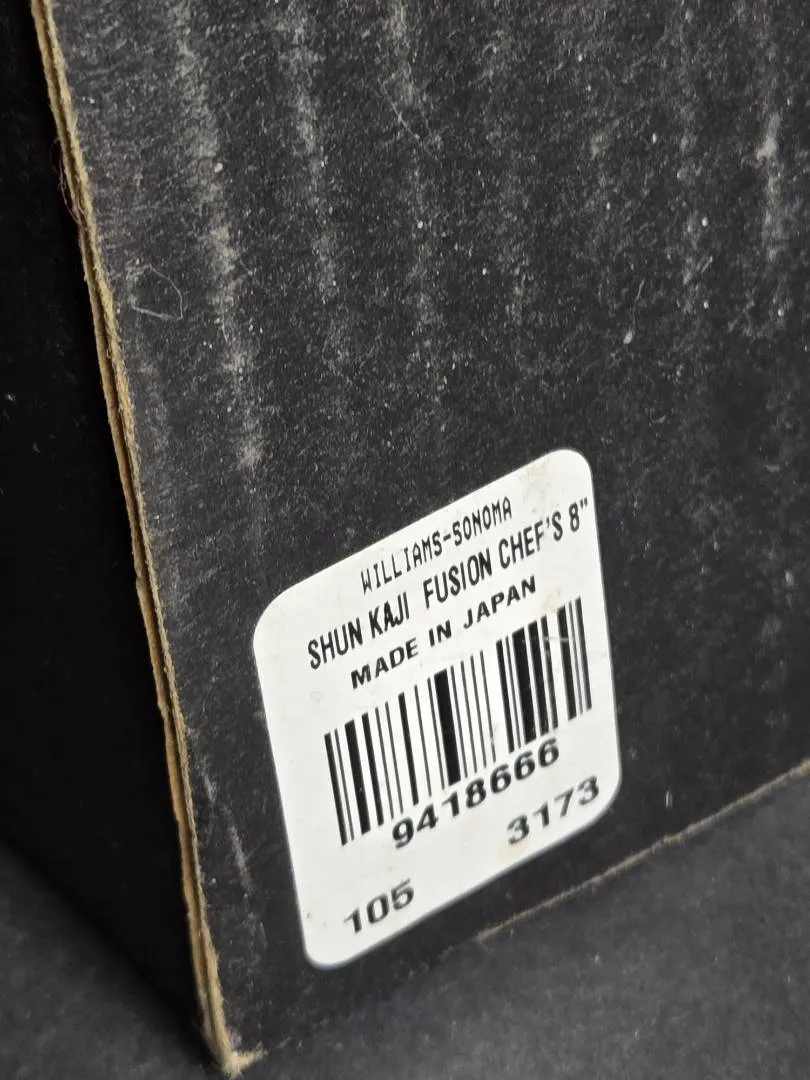 WILLIAMS-SONOMA
SHUN KAJI FUSION CHEF'S 8"
MADE IN JAPAN
9418666
3173
105